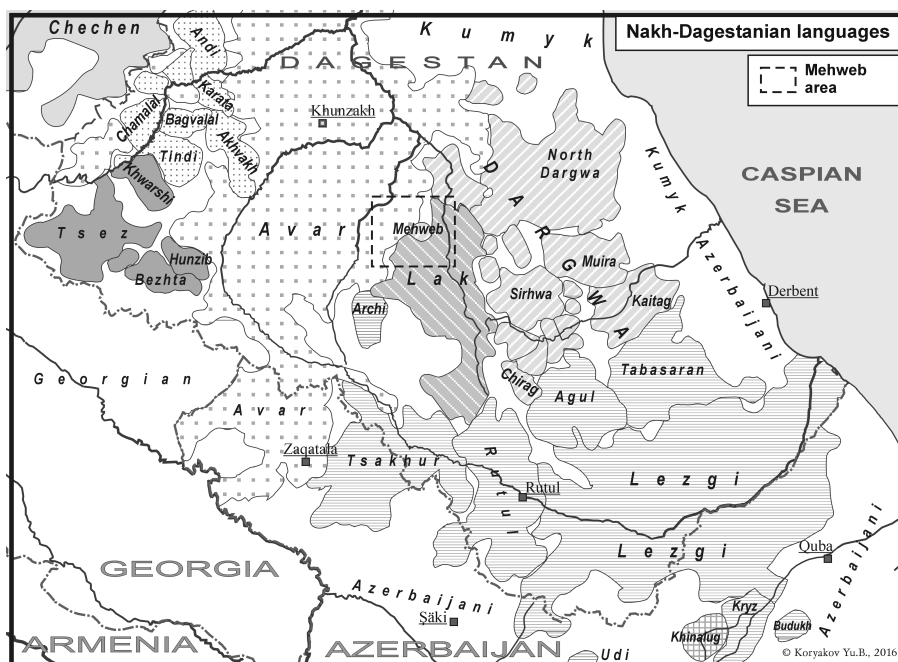 Nakh-Dagestanian languages
Mehweb
area
Chechen
Andi
Kumyk
DAGESTAN
Karata
Chamalal
Bagvalal
Akhvakh
Tindi
Khwarshi
Khunzakh
North
Dargwa
DARGWA
Kumyk
CASPIAN
SEA
Tsez
Hunzib
Bezhta
Avar
Mehweb
Lak
Archi
Sirhwa
Muira
Kaitag
Azerbaijani
Derbent
Chirag
Agul
Tabasaran
Georgian
Avar
Zaqatala
Tsakhur
Rutul
Rutul
Lezgi
Lezgi
Quba
Azerbaijani
GEORGIA
Azerbaijani
Säki
ARMENIA
AZERBAIJAN
Udi
Kryz
Khinalug
Budukh
© Koryakov Yu.B., 2016